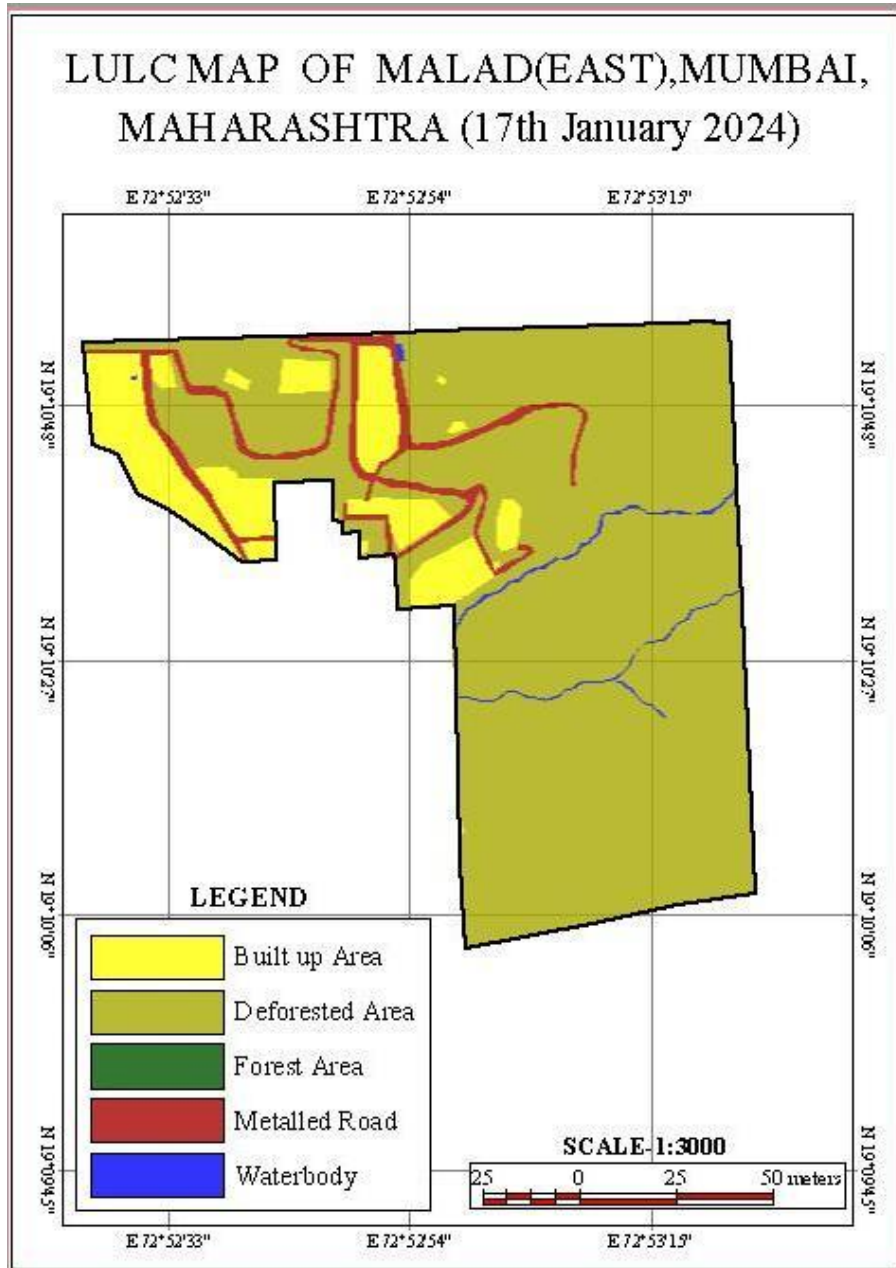 LULC MAP OF MALAD(EAST),MUMBAI,
MAHARASHTRA (17th January 2024)
E 72°52'33" E 72°52'54" E 73°53'15"
N 19°10'48" N 19°10'48"
N 19°10'27" N 19°10'27"
N 19°10'06" N 19°10'06"
LEGEND
Built up Area
Deforested Area
Forest Area
Metalled Road
Waterbody
SCALE-1:3000
25 0 25 50 meters
N 19°09'45" N 19°09'45"
E 72°52'33" E 72°52'54" E 72°53'15"